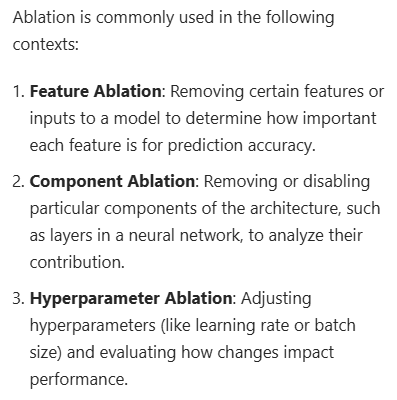 Ablation is commonly used in the following
contexts:
1. Feature Ablation: Removing certain features or
inputs to a model to determine how important
each feature is for prediction accuracy.
2. Component Ablation: Removing or disabling
particular components of the architecture, such
as layers in a neural network, to analyze their
contribution.
3. Hyperparameter Ablation: Adjusting
hyperparameters (like learning rate or batch
size) and evaluating how changes impact
performance.